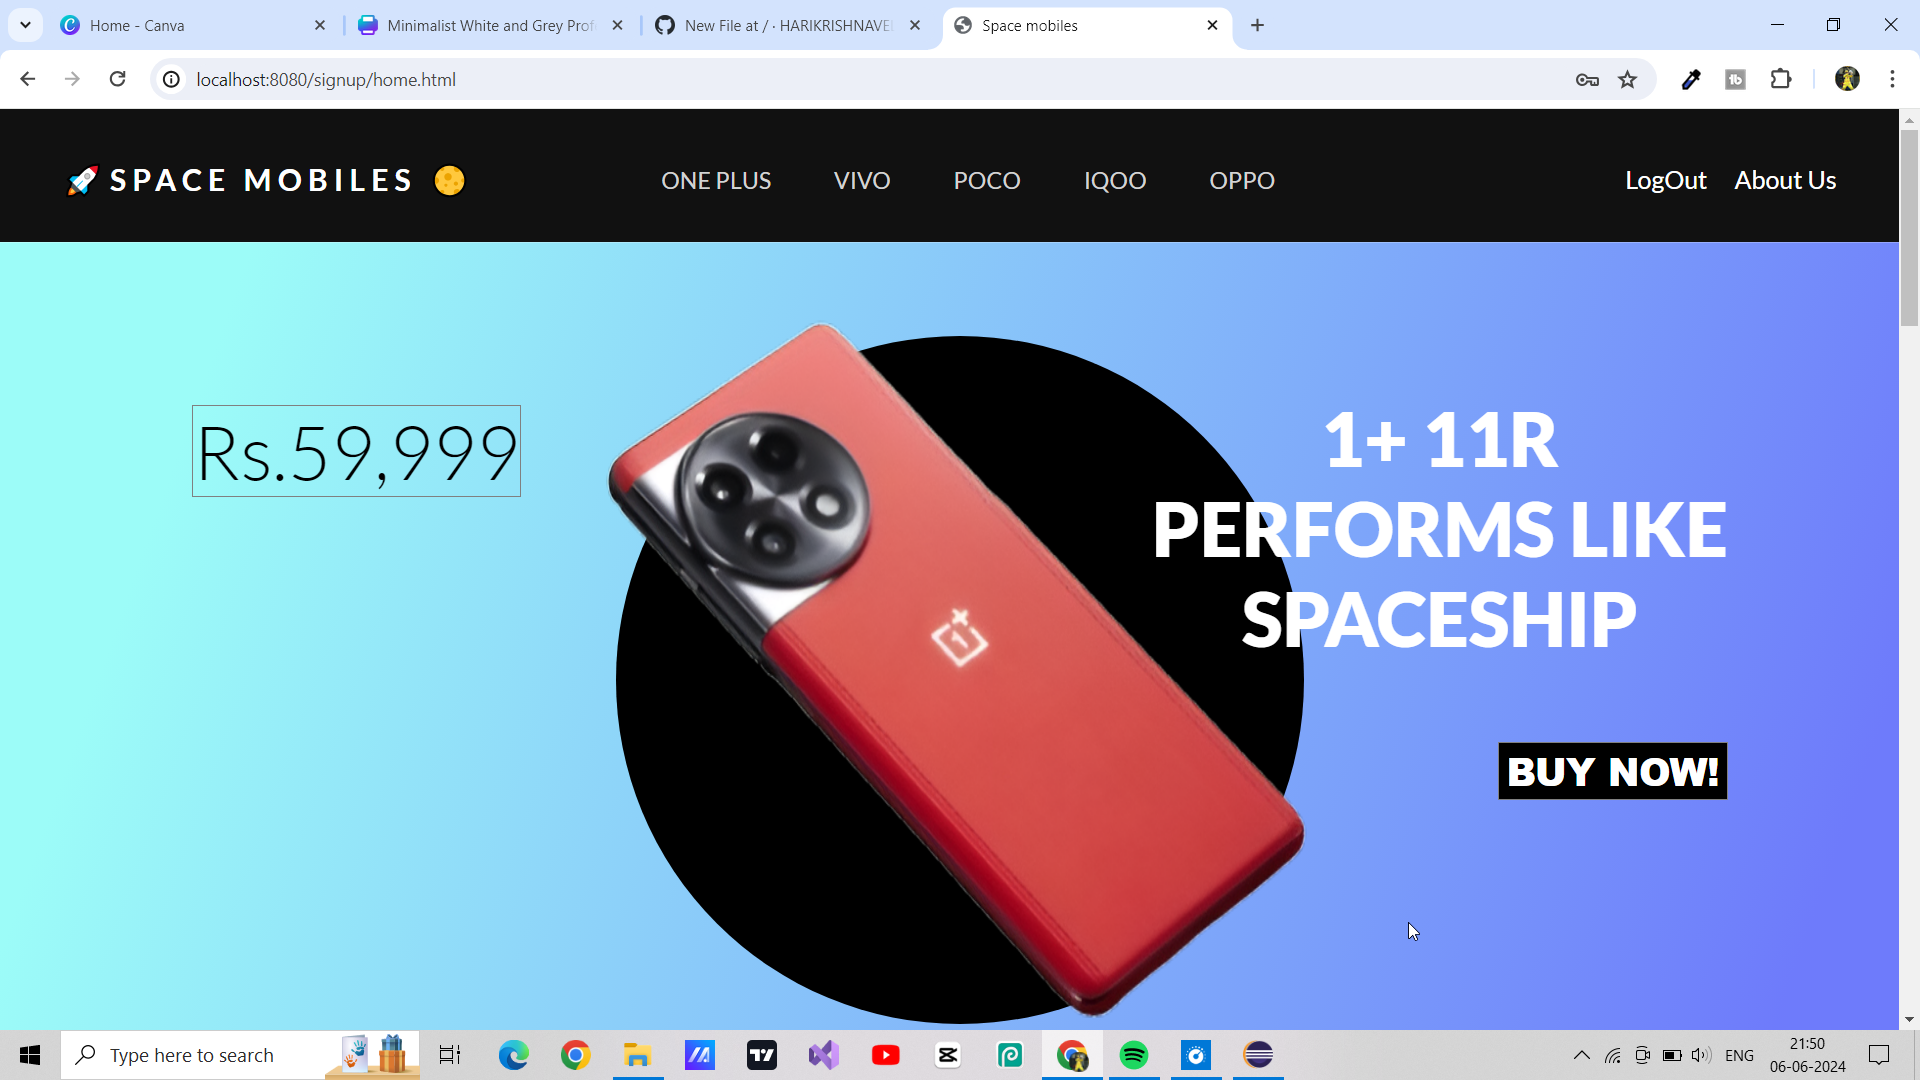 Home - Canva
Minimalist White and Grey Prof
New File at / · HARIKRISHNAVE
Space mobiles
localhost:8080/signup/home.html
SPACE MOBILES
ONE PLUS
VIVO
POCO
IQOO
OPPO
LogOut
About Us
Rs.59,999
1+ 11R
PERFORMS LIKE
SPACESHIP
BUY NOW!
Type here to search
ENG
21:50
06-06-2024